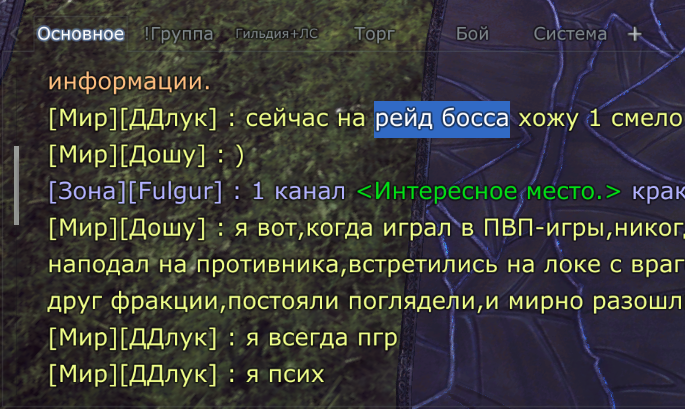 Основное !Группа Гильдия+ЛС Торг Бой Система +
информации.
[Мир][ДДлук] : сейчас на рейд босса хожу 1 смело
[Мир][Дошу] : )
[Зона][Fulgur] : 1 канал <Интересное место.> крак
[Мир][Дошу] : я вот,когда играл в ПВП-игры,никог
наподал на противника,встретились на локе с враг
друг фракции,постояли поглядели,и мирно разошл
[Мир][ДДлук] : я всегда пгр
[Мир][ДДлук] : я псих